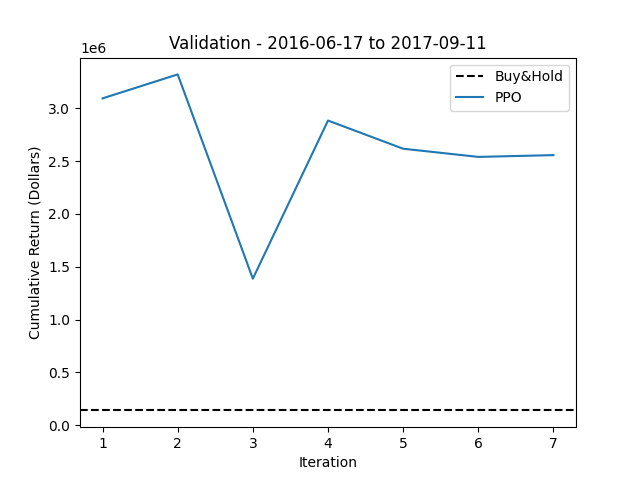 Validation - 2016-06-17 to 2017-09-11
1e6
Buy&Hold
PPO
3.0
2.5
2.0
1.5
1.0
0.5
0.0
Cumulative Return (Dollars)
1 2 3 4 5 6 7
Iteration